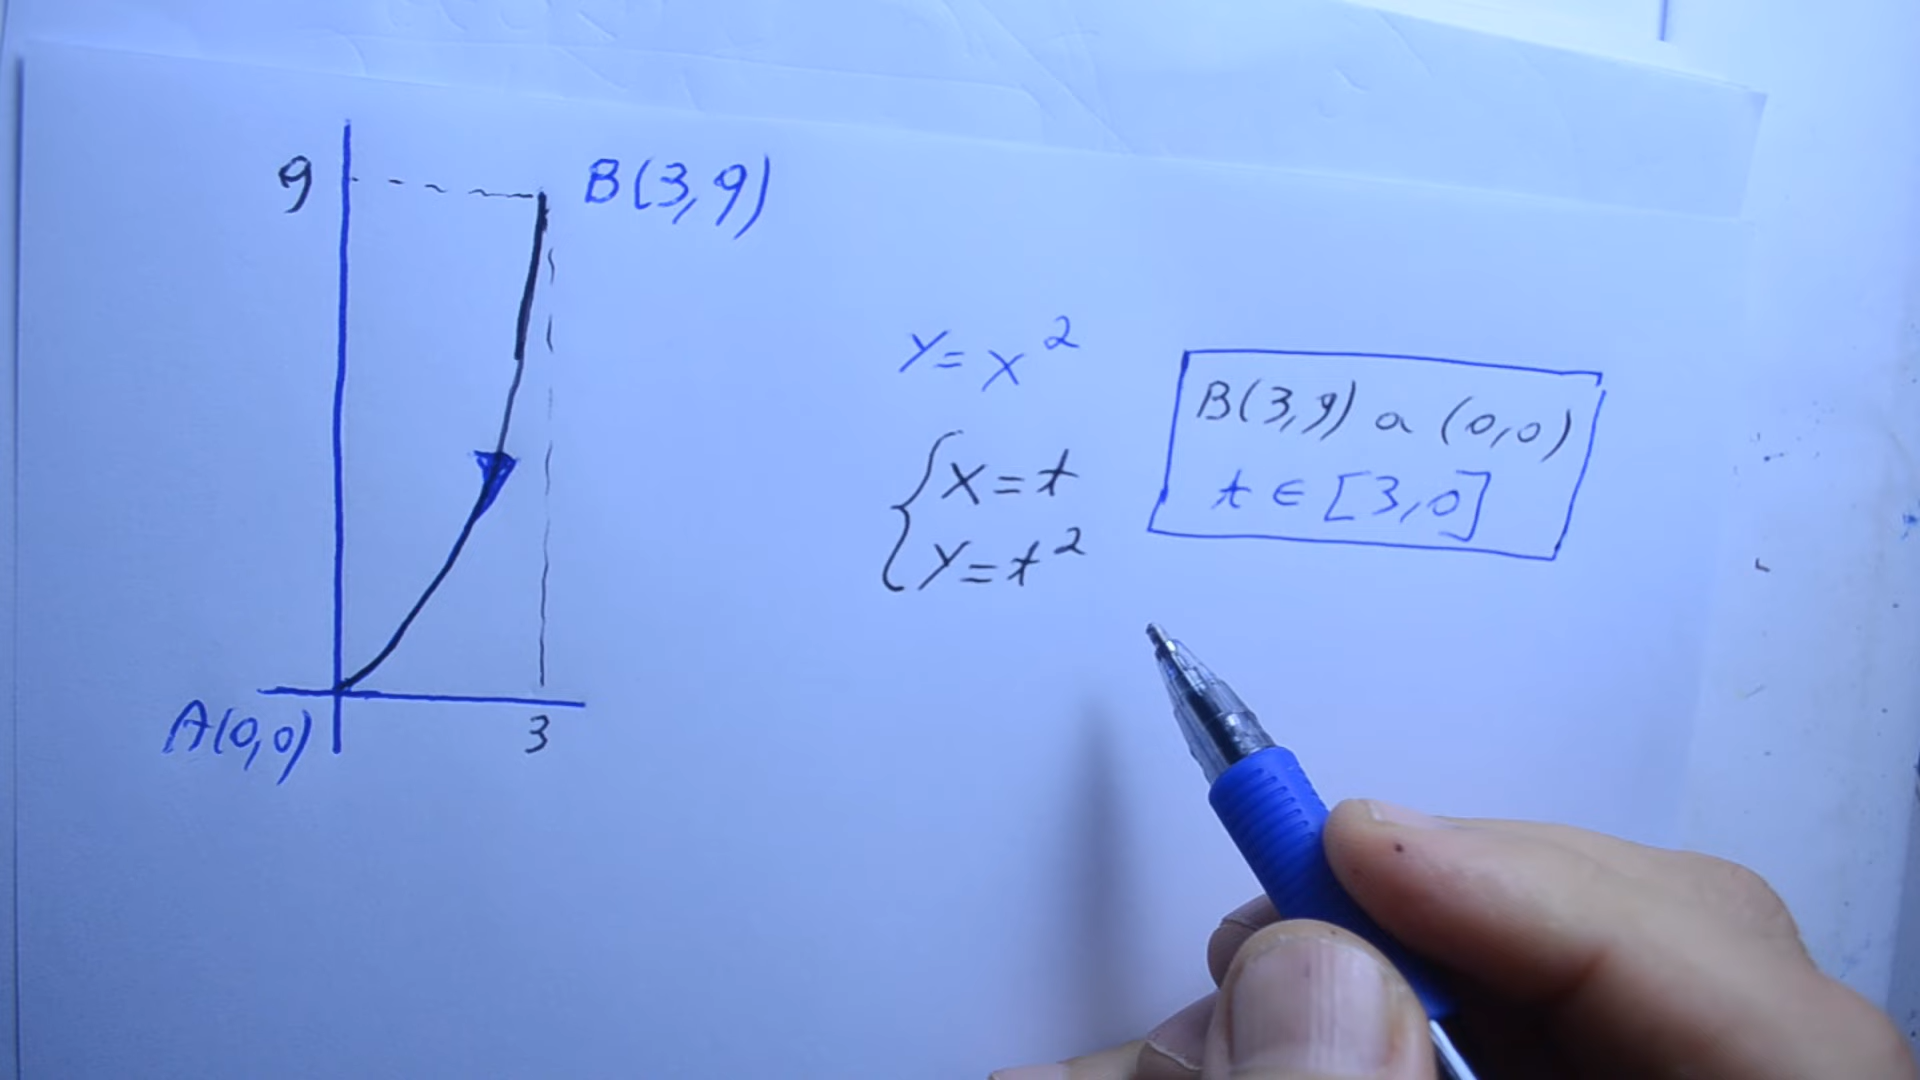 9
B(3,9)
A(0,0)
3
y=x²
{x=t
{y=t²
B(3,9) a (0,0)
t ∈ [3,0]